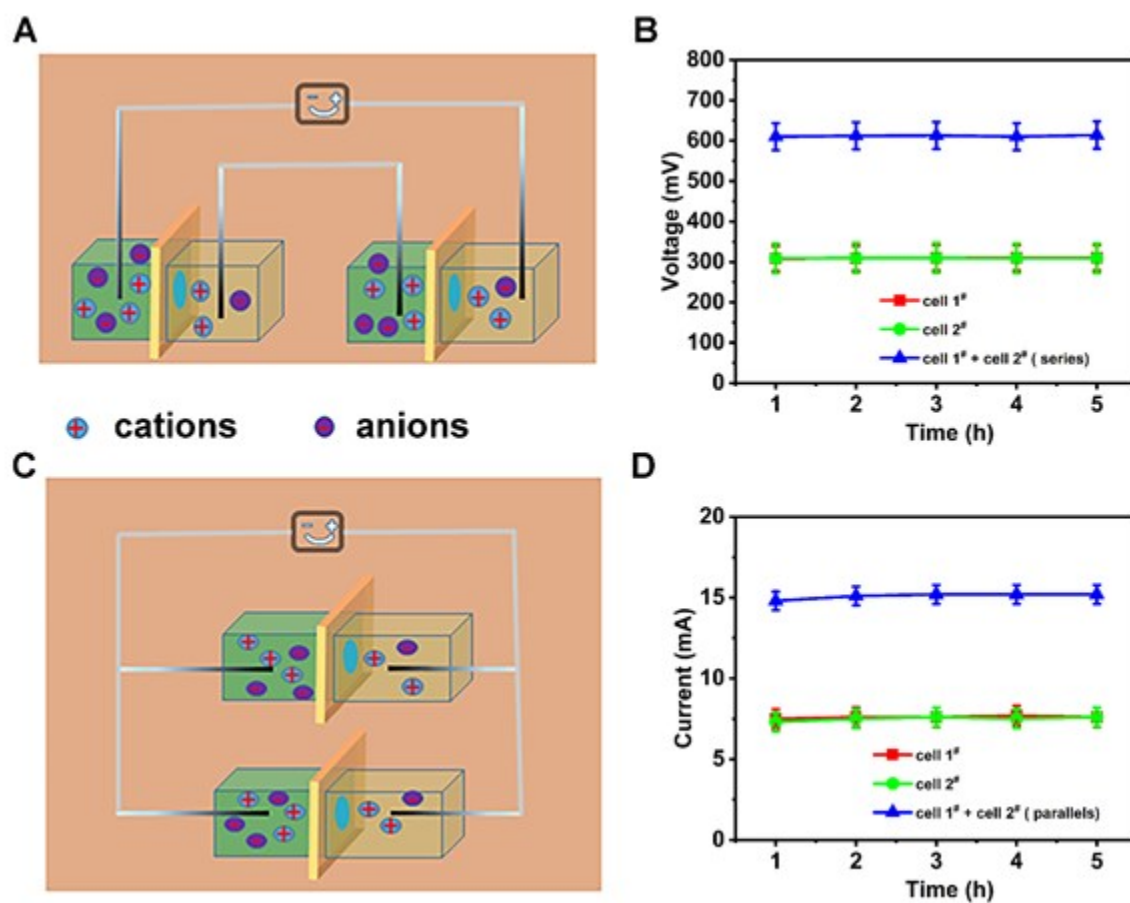 A
B
800
700
600
500
400
300
200
100
0
Voltage (mV)
cell 1#
cell 2#
cell 1# + cell 2# ( series)
1 2 3 4 5
Time (h)
cations anions
C
D
20
15
10
5
0
Current (mA)
cell 1#
cell 2#
cell 1# + cell 2# ( parallels)
1 2 3 4 5
Time (h)